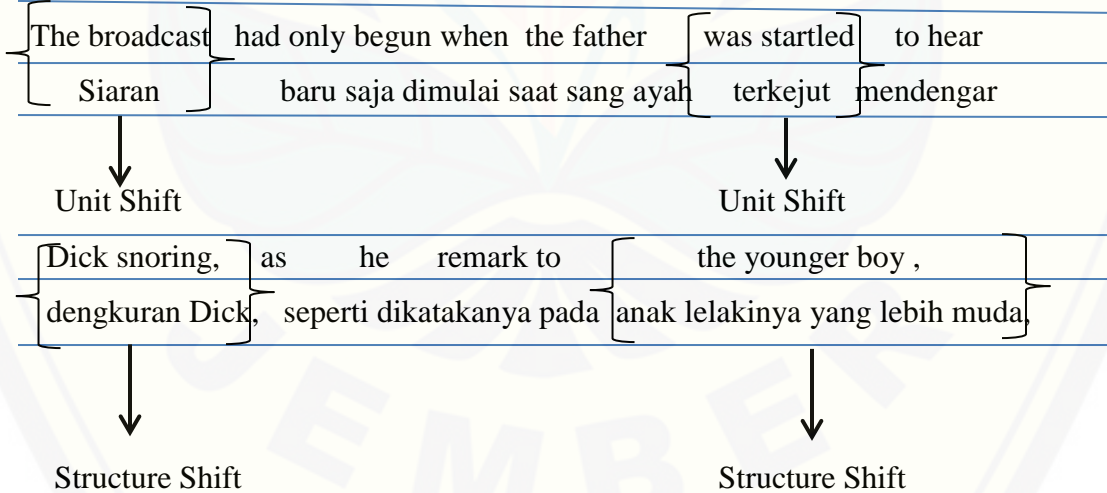 The broadcast had only begun when the father was startled to hear
Siaran baru saja dimulai saat sang ayah terkejut mendengar
Unit Shift Unit Shift
Dick snoring, as he remark to the younger boy ,
dengkuran Dick, seperti dikatakanya pada anak lelakinya yang lebih muda,
Structure Shift Structure Shift
JEMBER